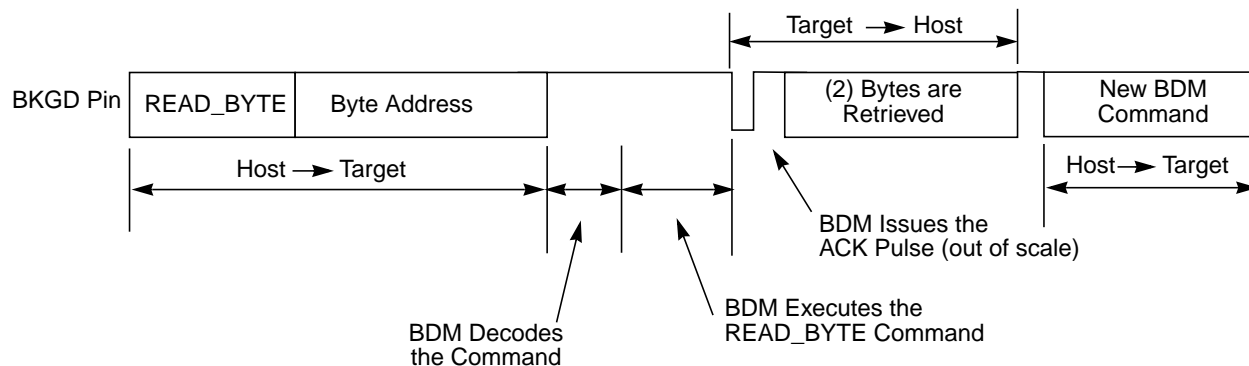 Target → Host
BKGD Pin
READ_BYTE
Byte Address
(2) Bytes are
Retrieved
New BDM
Command
Host → Target
Host → Target
BDM Issues the
ACK Pulse (out of scale)
BDM Decodes
the Command
BDM Executes the
READ_BYTE Command